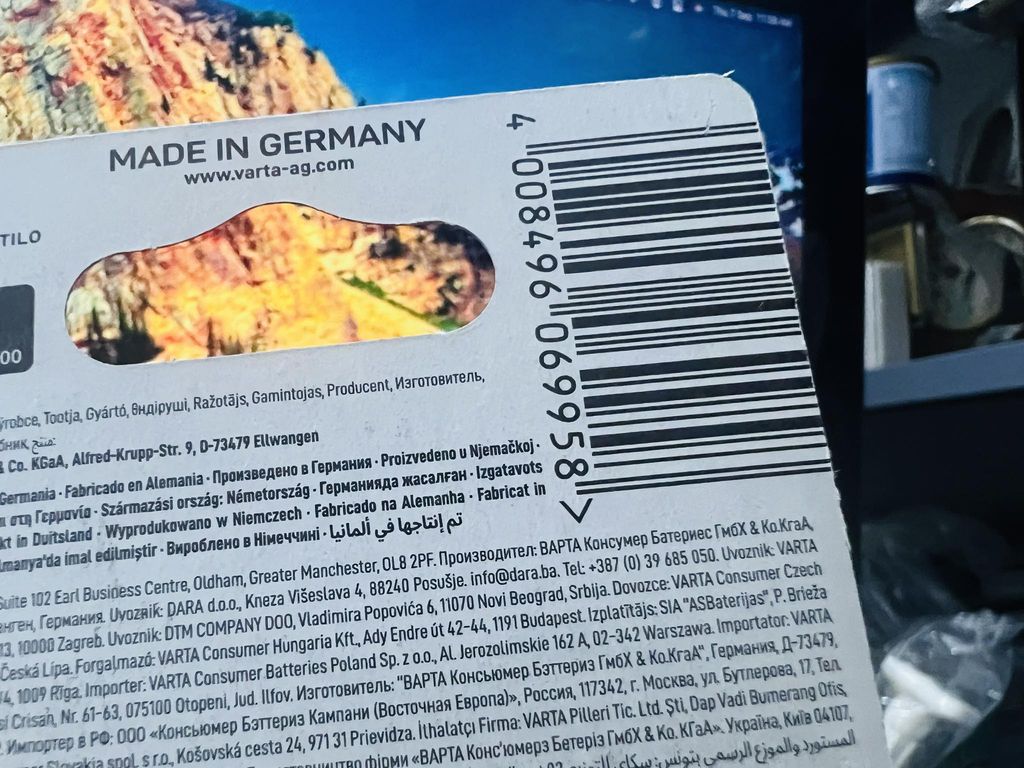 MADE IN GERMANY
www.varta-ag.com
TILO
00
4 008496 069958 >
Tootja, Gyártó, Өндіруші, Ražotājs, Gamintojas, Producent, Изготовитель,
منتج:
& Co. KGaA, Alfred-Krupp-Str. 9, D-73479 Ellwangen
Germania · Fabricado en Alemania · Произведено в Германия · Proizvedeno u Njemačkoj ·
στη Γερμανία · Származási ország: Németország · Германияда жасалған · Izgatavots
in Duitsland · Wyprodukowano w Niemczech · Fabricado na Alemanha · Fabricat in
imal edilmiştir · Вироблено в Німеччині · تم إنتاجها في ألمانيا
Suite 102 Earl Business Centre, Oldham, Greater Manchester, OL8 2PF. Производител: ВАРТА Консумер Батериес ГмбХ & Ко.КгаА,
Германия. Uvoznik: DARA d.o.o., Kneza Višeslava 4, 88240 Posušje. info@dara.ba. Tel: +387 (0) 39 685 050. Uvoznik: VARTA
10000 Zagreb. Uvoznik: DTM COMPANY DOO, Vladimira Popovića 6, 11070 Novi Beograd, Srbija. Dovozce: VARTA Consumer Czech
Česká Lípa. Forgalmazó: VARTA Consumer Hungaria Kft, Ady Endre út 42-44, 1191 Budapest. Izplatītājs: SIA "ASBaterijas", P. Brieža
1009 Rīga. Importer: VARTA Consumer Batteries Poland Sp. z o.o., Al. Jerozolimskie 162 A, 02-342 Warszawa. Importator: VARTA
Crisan, Nr. 61-63, 075100 Otopeni, Jud. Ilfov. Изготовитель: "ВАРТА Консьюмер Бэттериз ГмбХ & Ко.КгаА", Германия, Д-73479,
Импортер в РФ: ООО «Консьюмер Бэттериз Кампани (Восточная Европа)», Россия, 117342, г. Москва, ул. Бутлерова, 17, Тел.
Slovakia spol. s r.o., Košovská cesta 24, 971 31 Prievidza. İthalatçı Firma: VARTA Pilleri Tic. Ltd. Şti, Dap Vadi Bumerang Ofis,
фірми «ВАРТА Конс'юмерз Бетеріз ГмбХ & Ко. КГаА». Україна, Київ 04107,